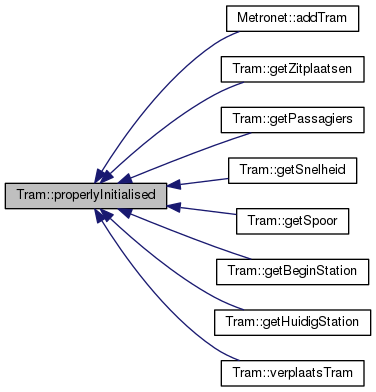 Metronet::addTram
Tram::getZitplaatsen
Tram::getPassagiers
Tram::getSnelheid
Tram::properlyInitialised
Tram::getSpoor
Tram::getBeginStation
Tram::getHuidigStation
Tram::verplaatsTram